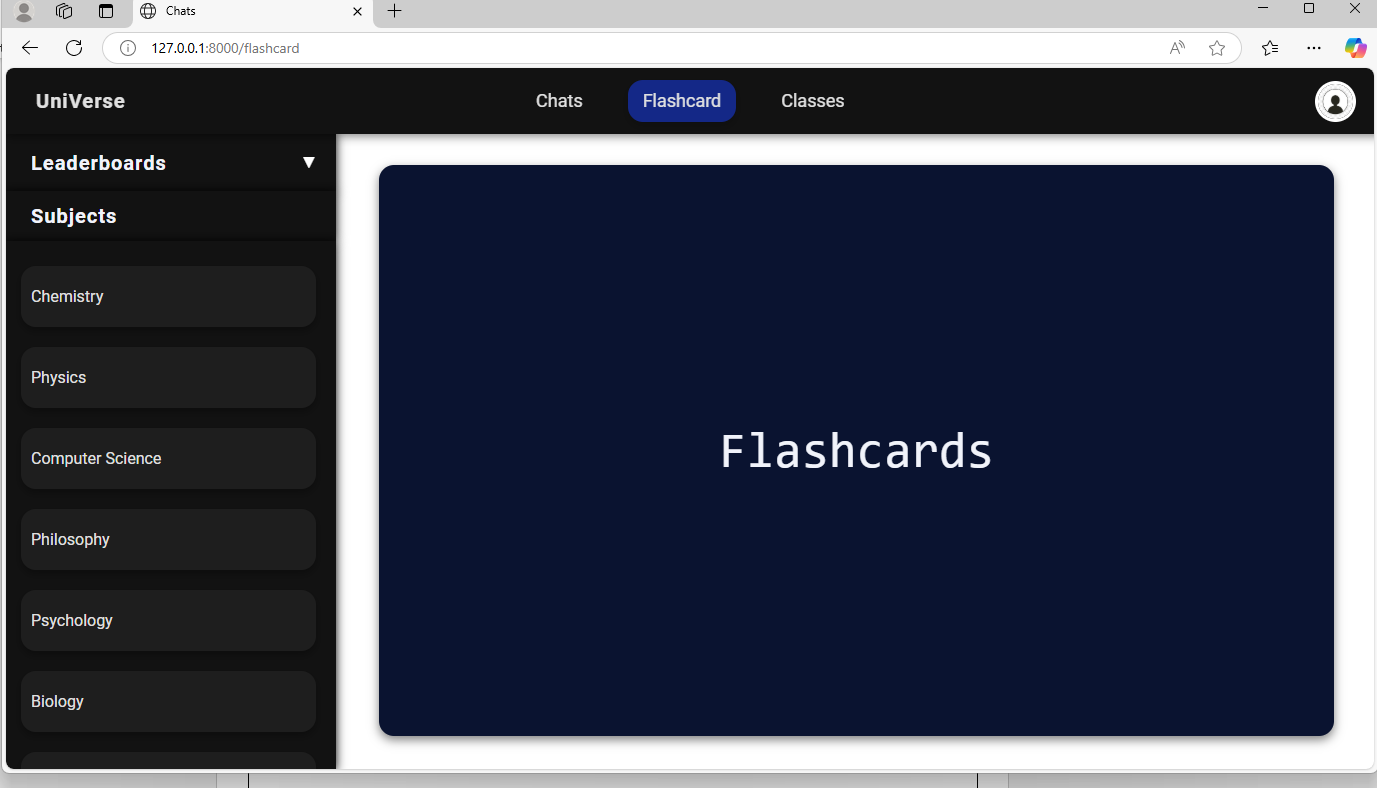 Chats
127.0.0.1:8000/flashcard
UniVerse
Chats
Flashcard
Classes
Leaderboards ▼
Subjects
Chemistry
Physics
Computer Science
Philosophy
Psychology
Biology
Flashcards